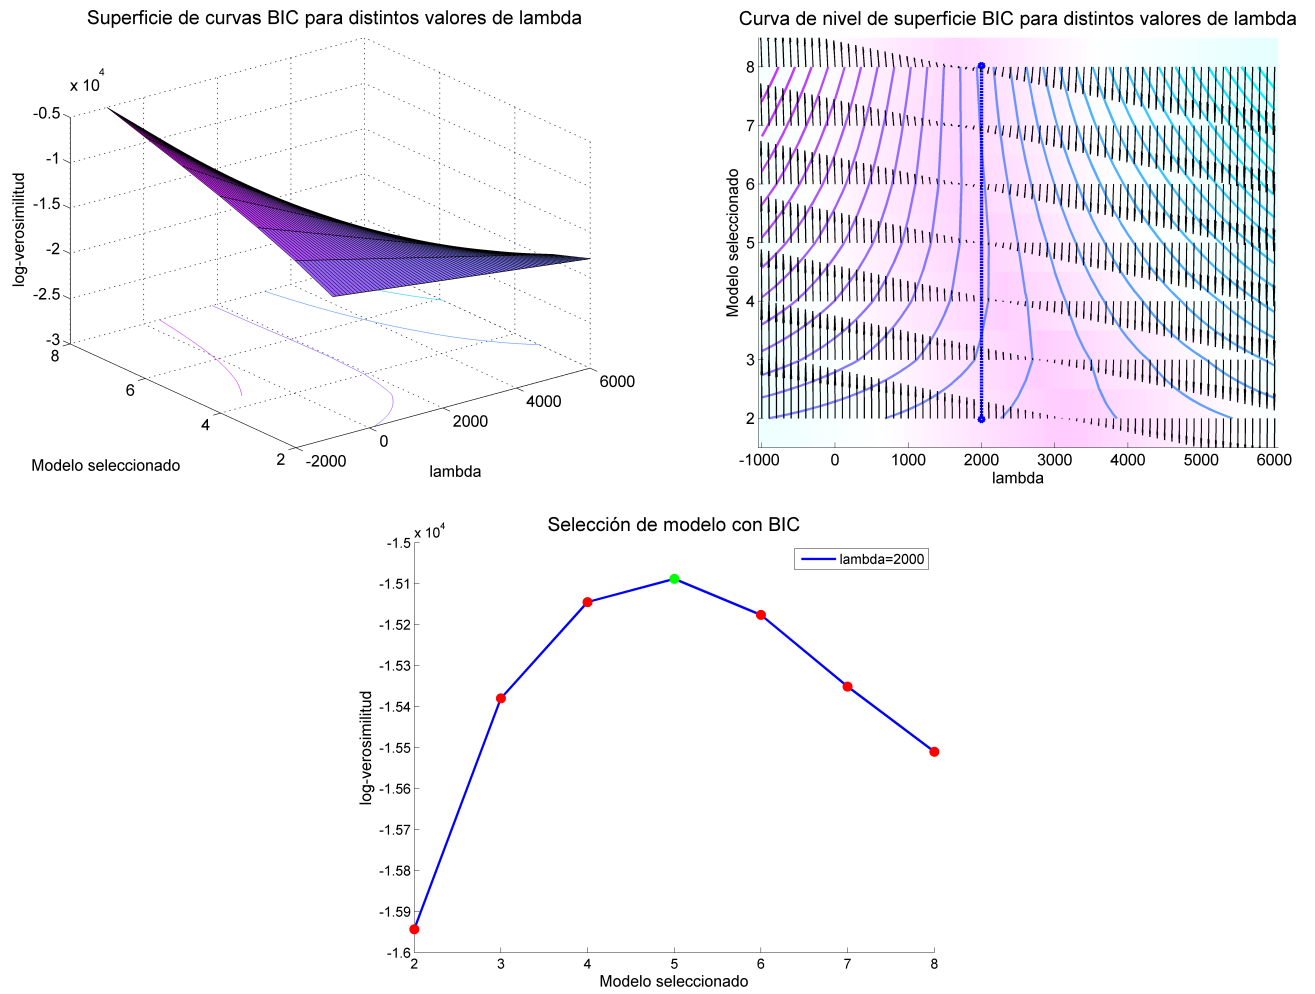 Superficie de curvas BIC para distintos valores de lambda
x 10^4
-0.5
-1
-1.5
-2
-2.5
-3
log-verosimilitud
8
6
4
2
Modelo seleccionado
-2000
0
2000
4000
6000
lambda
Curva de nivel de superficie BIC para distintos valores de lambda
8
7
6
5
4
3
2
Modelo seleccionado
-1000 0 1000 2000 3000 4000 5000 6000
lambda
Selección de modelo con BIC
x 10^4
lambda=2000
-1.5
-1.51
-1.52
-1.53
-1.54
-1.55
-1.56
-1.57
-1.58
-1.59
-1.6
log-verosimilitud
2 3 4 5 6 7 8
Modelo seleccionado